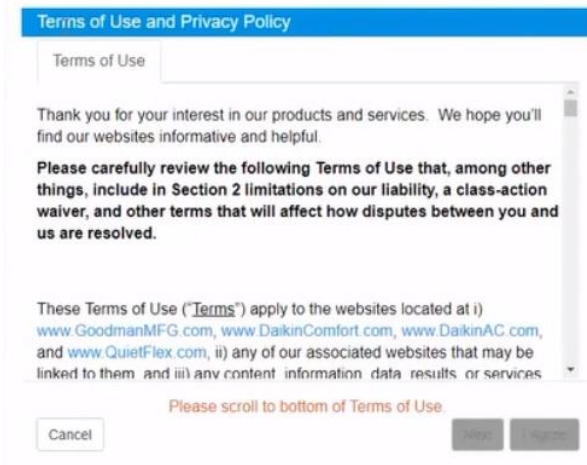 Terms of Use and Privacy Policy
Terms of Use
Thank you for your interest in our products and services. We hope you'll
find our websites informative and helpful.
Please carefully review the following Terms of Use that, among other
things, include in Section 2 limitations on our liability, a class-action
waiver, and other terms that will affect how disputes between you and
us are resolved.
These Terms of Use ("Terms") apply to the websites located at i)
www.GoodmanMFG.com, www.DaikinComfort.com, www.DaikinAC.com,
and www.QuietFlex.com, ii) any of our associated websites that may be
linked to them, and iii) any content, information, data, results, or services
Please scroll to bottom of Terms of Use.
Cancel
Next
I Agree